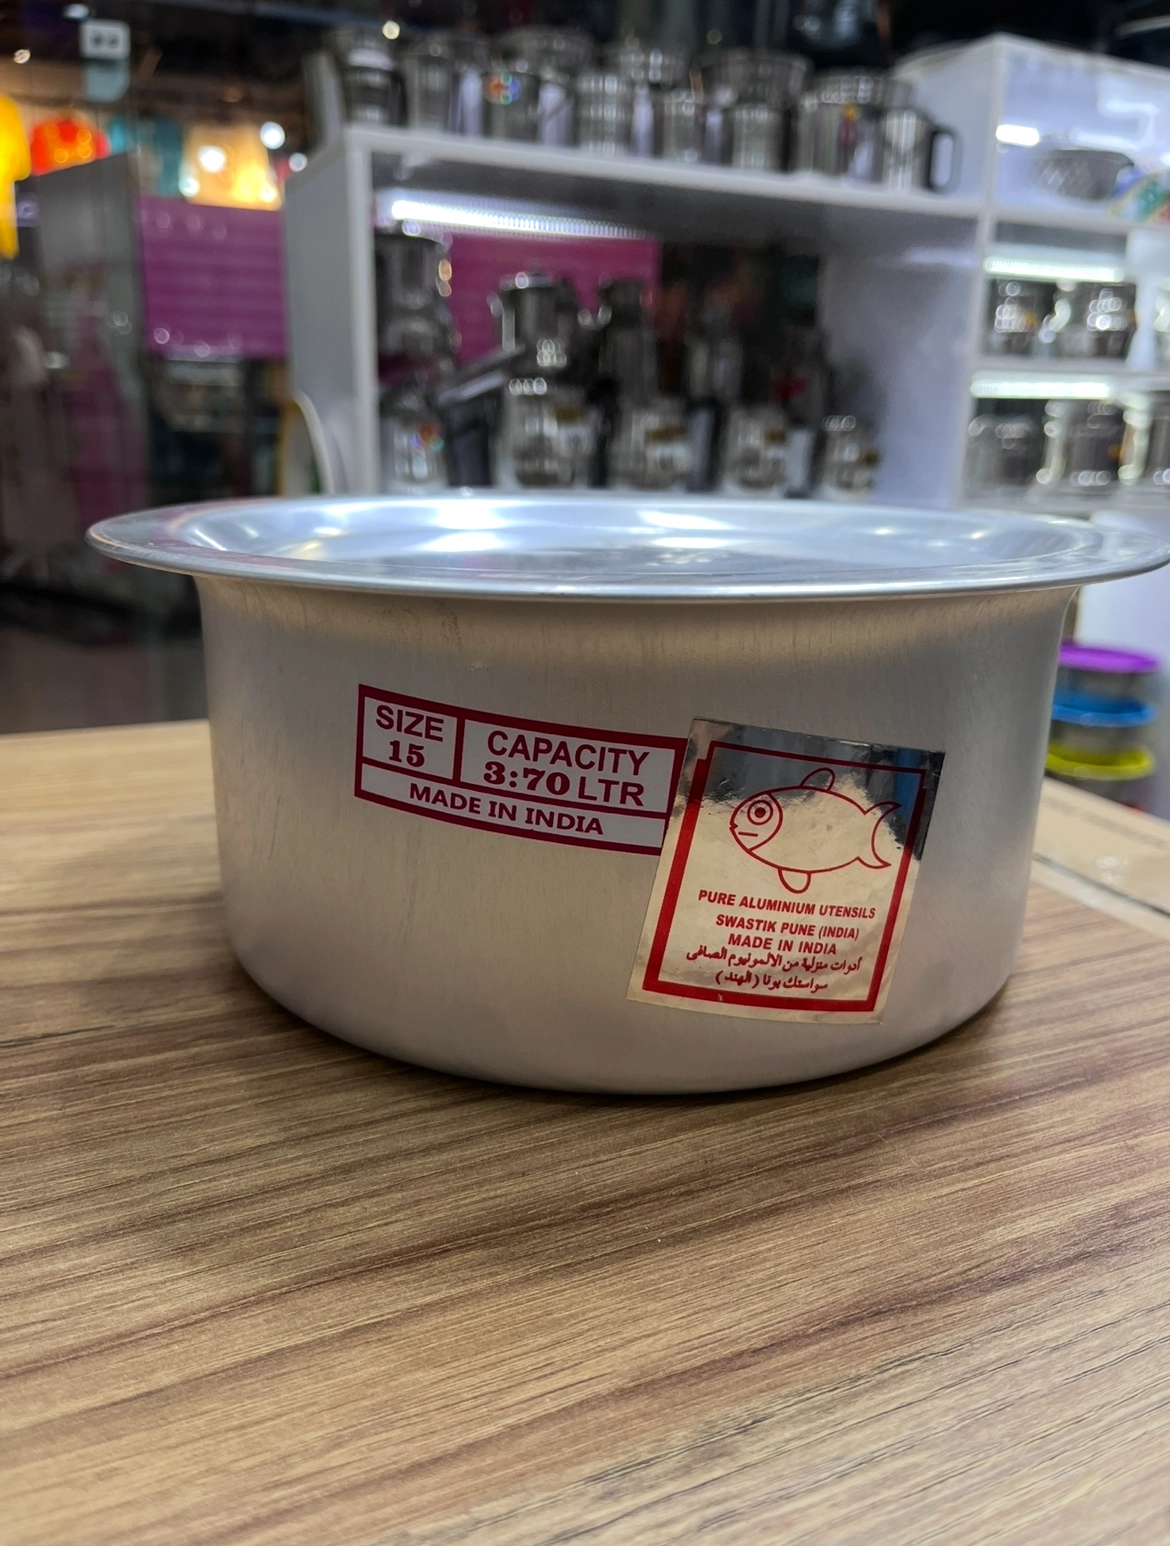 SIZE
15
CAPACITY
3:70 LTR
MADE IN INDIA
PURE ALUMINIUM UTENSILS
SWASTIK PUNE (INDIA)
MADE IN INDIA
أدوات منزلية من الالمونيوم الصافى
سواستك بونا (الهند)